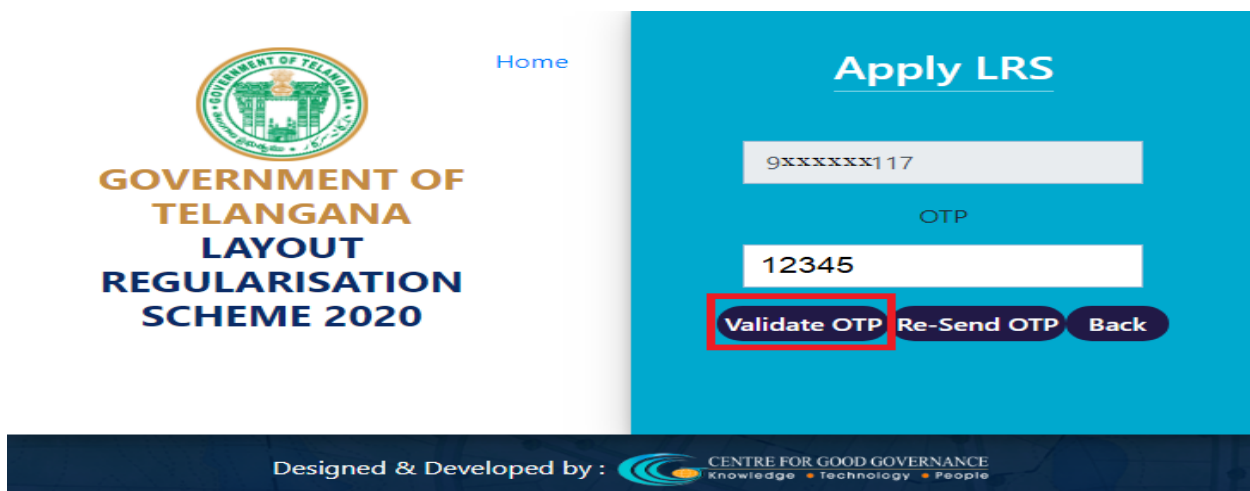 Home
GOVERNMENT OF
TELANGANA
LAYOUT
REGULARISATION
SCHEME 2020
Apply LRS
9xxxxxx117
OTP
12345
Validate OTP Re-Send OTP Back
Designed & Developed by :
CENTRE FOR GOOD GOVERNANCE
Knowledge • Technology • People